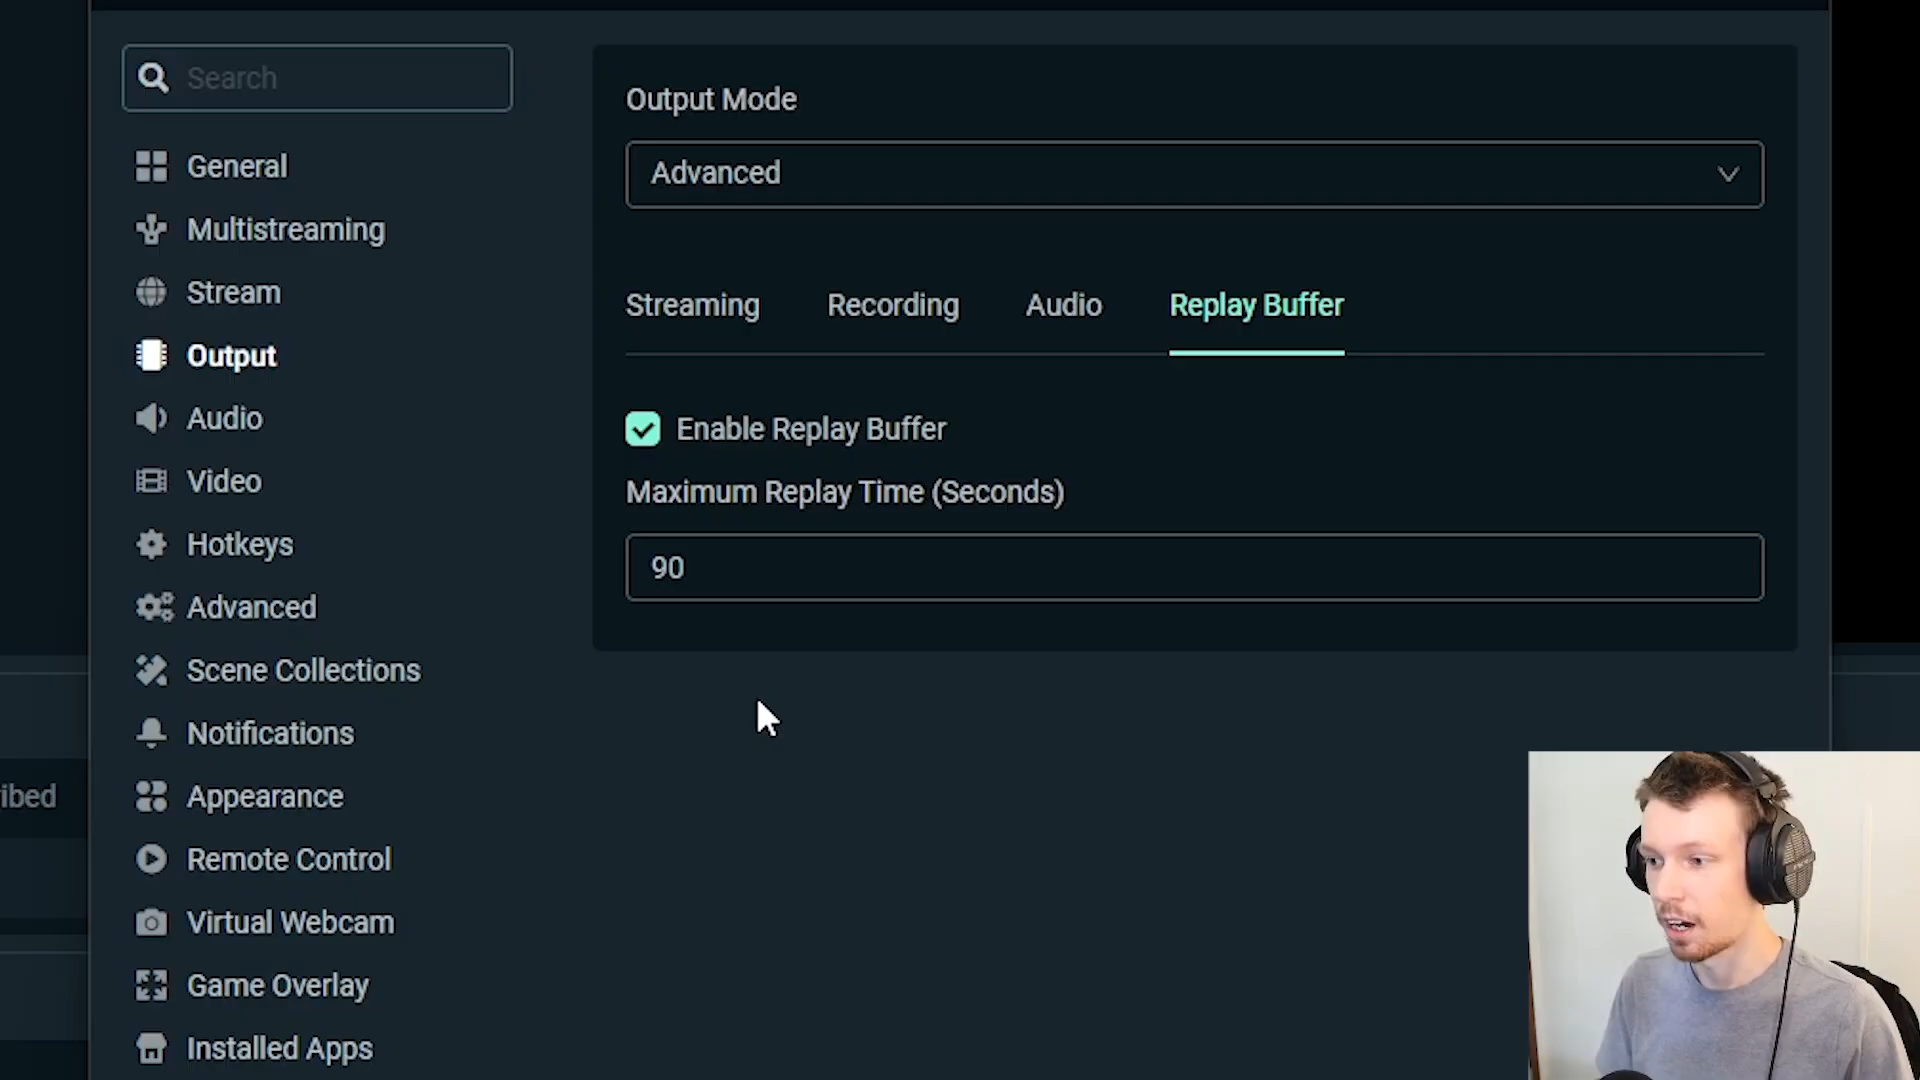 Search
General
Multistreaming
Stream
Output
Audio
Video
Hotkeys
Advanced
Scene Collections
Notifications
Appearance
Remote Control
Virtual Webcam
Game Overlay
Installed Apps
Output Mode
Advanced
Streaming Recording Audio Replay Buffer
Enable Replay Buffer
Maximum Replay Time (Seconds)
90
ibed